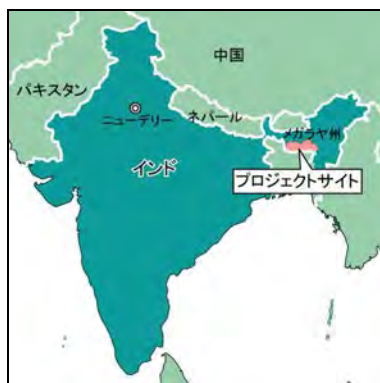 中国
パキスタン
ネパール
ニューデリー
メガラヤ州
インド
プロジェクトサイト